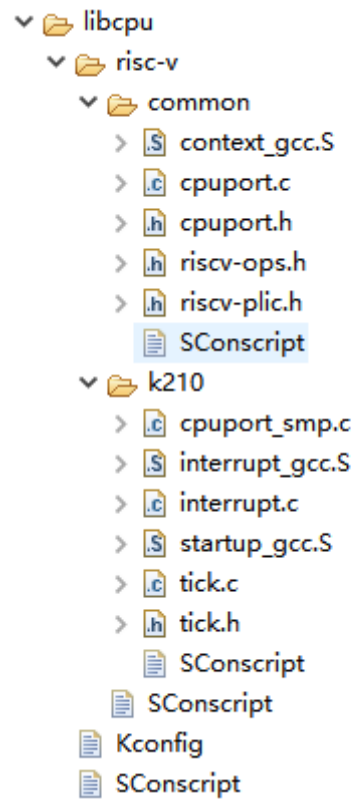 libcpu
risc-v
common
.S context_gcc.S
.c cpuport.c
.h cpuport.h
.h riscv-ops.h
.h riscv-plic.h
SConscript
k210
.c cpuport_smp.c
.S interrupt_gcc.S
.c interrupt.c
.S startup_gcc.S
.c tick.c
.h tick.h
SConscript
SConscript
Kconfig
SConscript